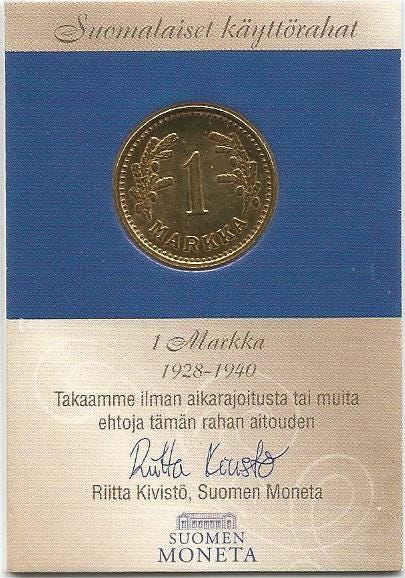 Suomalaiset käyttörahat
1
MARKKA
1 Markka
1928-1940
Takaamme ilman aikarajoitusta tai muita
ehtoja tämän rahan aitouden
Riitta Kivistö
Riitta Kivistö, Suomen Moneta
SUOMEN
MONETA